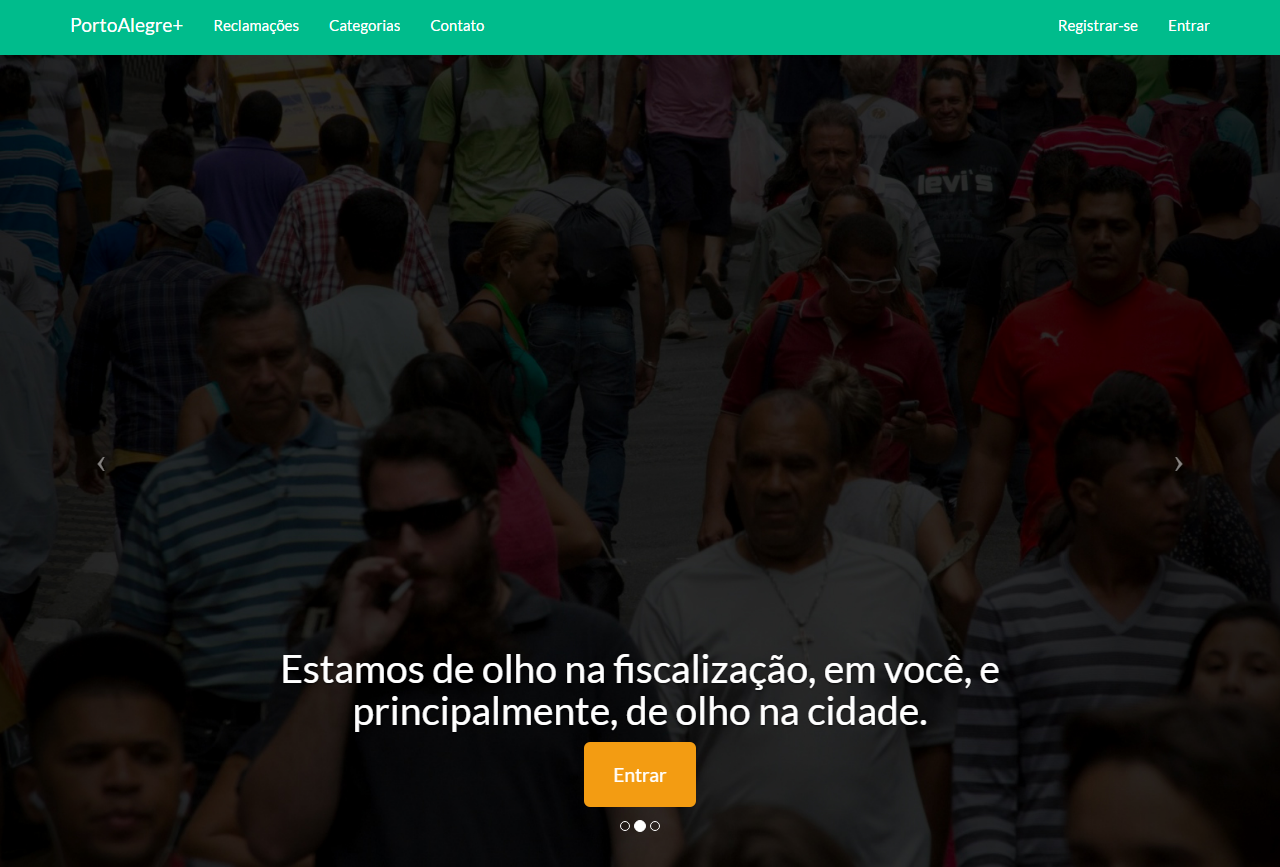 PortoAlegre+ Reclamações Categorias Contato Registrar-se Entrar
levi's
‹ ›
Estamos de olho na fiscalização, em você, e
principalmente, de olho na cidade.
Entrar